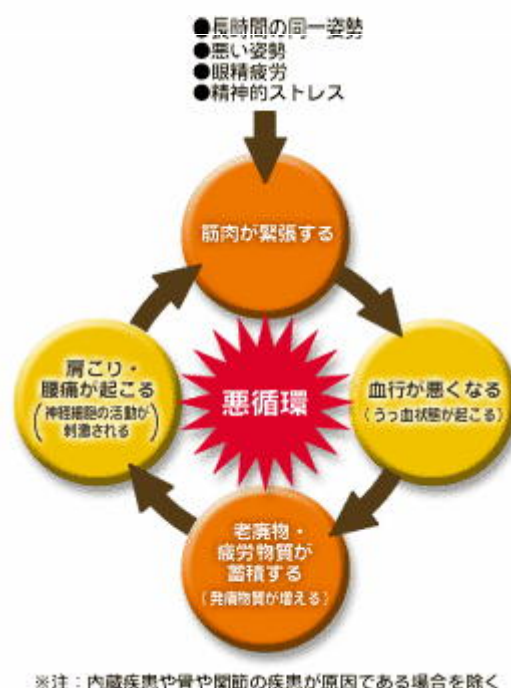 ●長時間の同一姿勢
●悪い姿勢
●眼精疲労
●精神的ストレス
筋肉が緊張する
血行が悪くなる
(うっ血状態が起こる)
老廃物・
疲労物質が
蓄積する
(発痛物質が増える)
肩こり・
腰痛が起こる
(神経細胞の活動が
刺激される)
悪循環
※注：内蔵疾患や骨や関節の疾患が原因である場合を除く